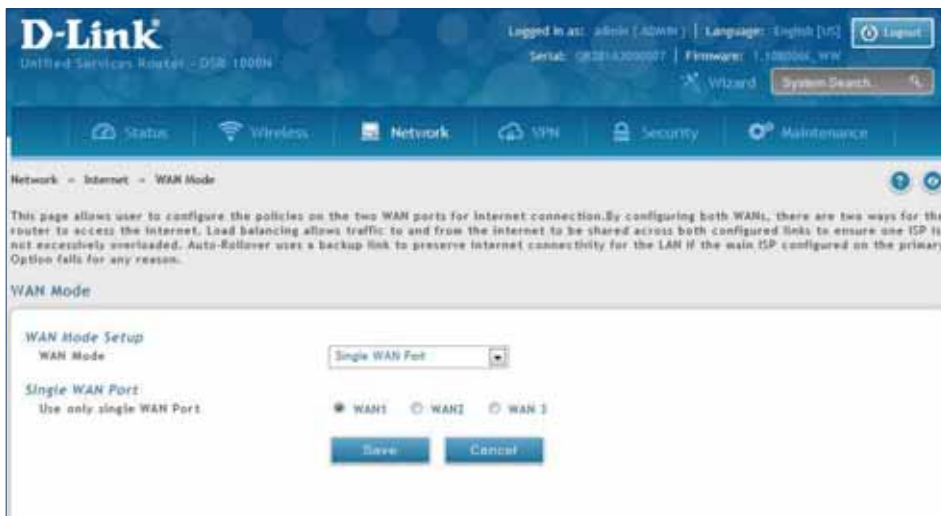 D-Link
Unified Services Router - DSR-1000N
Logged in as: admin ( ADMIN ) | Language: English [US]
Logout
Serial: | Firmware:
Wizard
System Search
Status
Wireless
Network
VPN
Security
Maintenance
Network » Internet » WAN Mode
This page allows user to configure the policies on the two WAN ports for Internet connection.By configuring both WANs, there are two ways for the
router to access the Internet. Load balancing allows traffic to and from the internet to be shared across both configured links to ensure one ISP is
not excessively overloaded. Auto-Rollover uses a backup link to preserve internet connectivity for the LAN if the main ISP configured on the primary
Option fails for any reason.
WAN Mode
WAN Mode Setup
WAN Mode
Single WAN Port
Single WAN Port
Use only single WAN Port
WAN1
WAN2
WAN 3
Save
Cancel